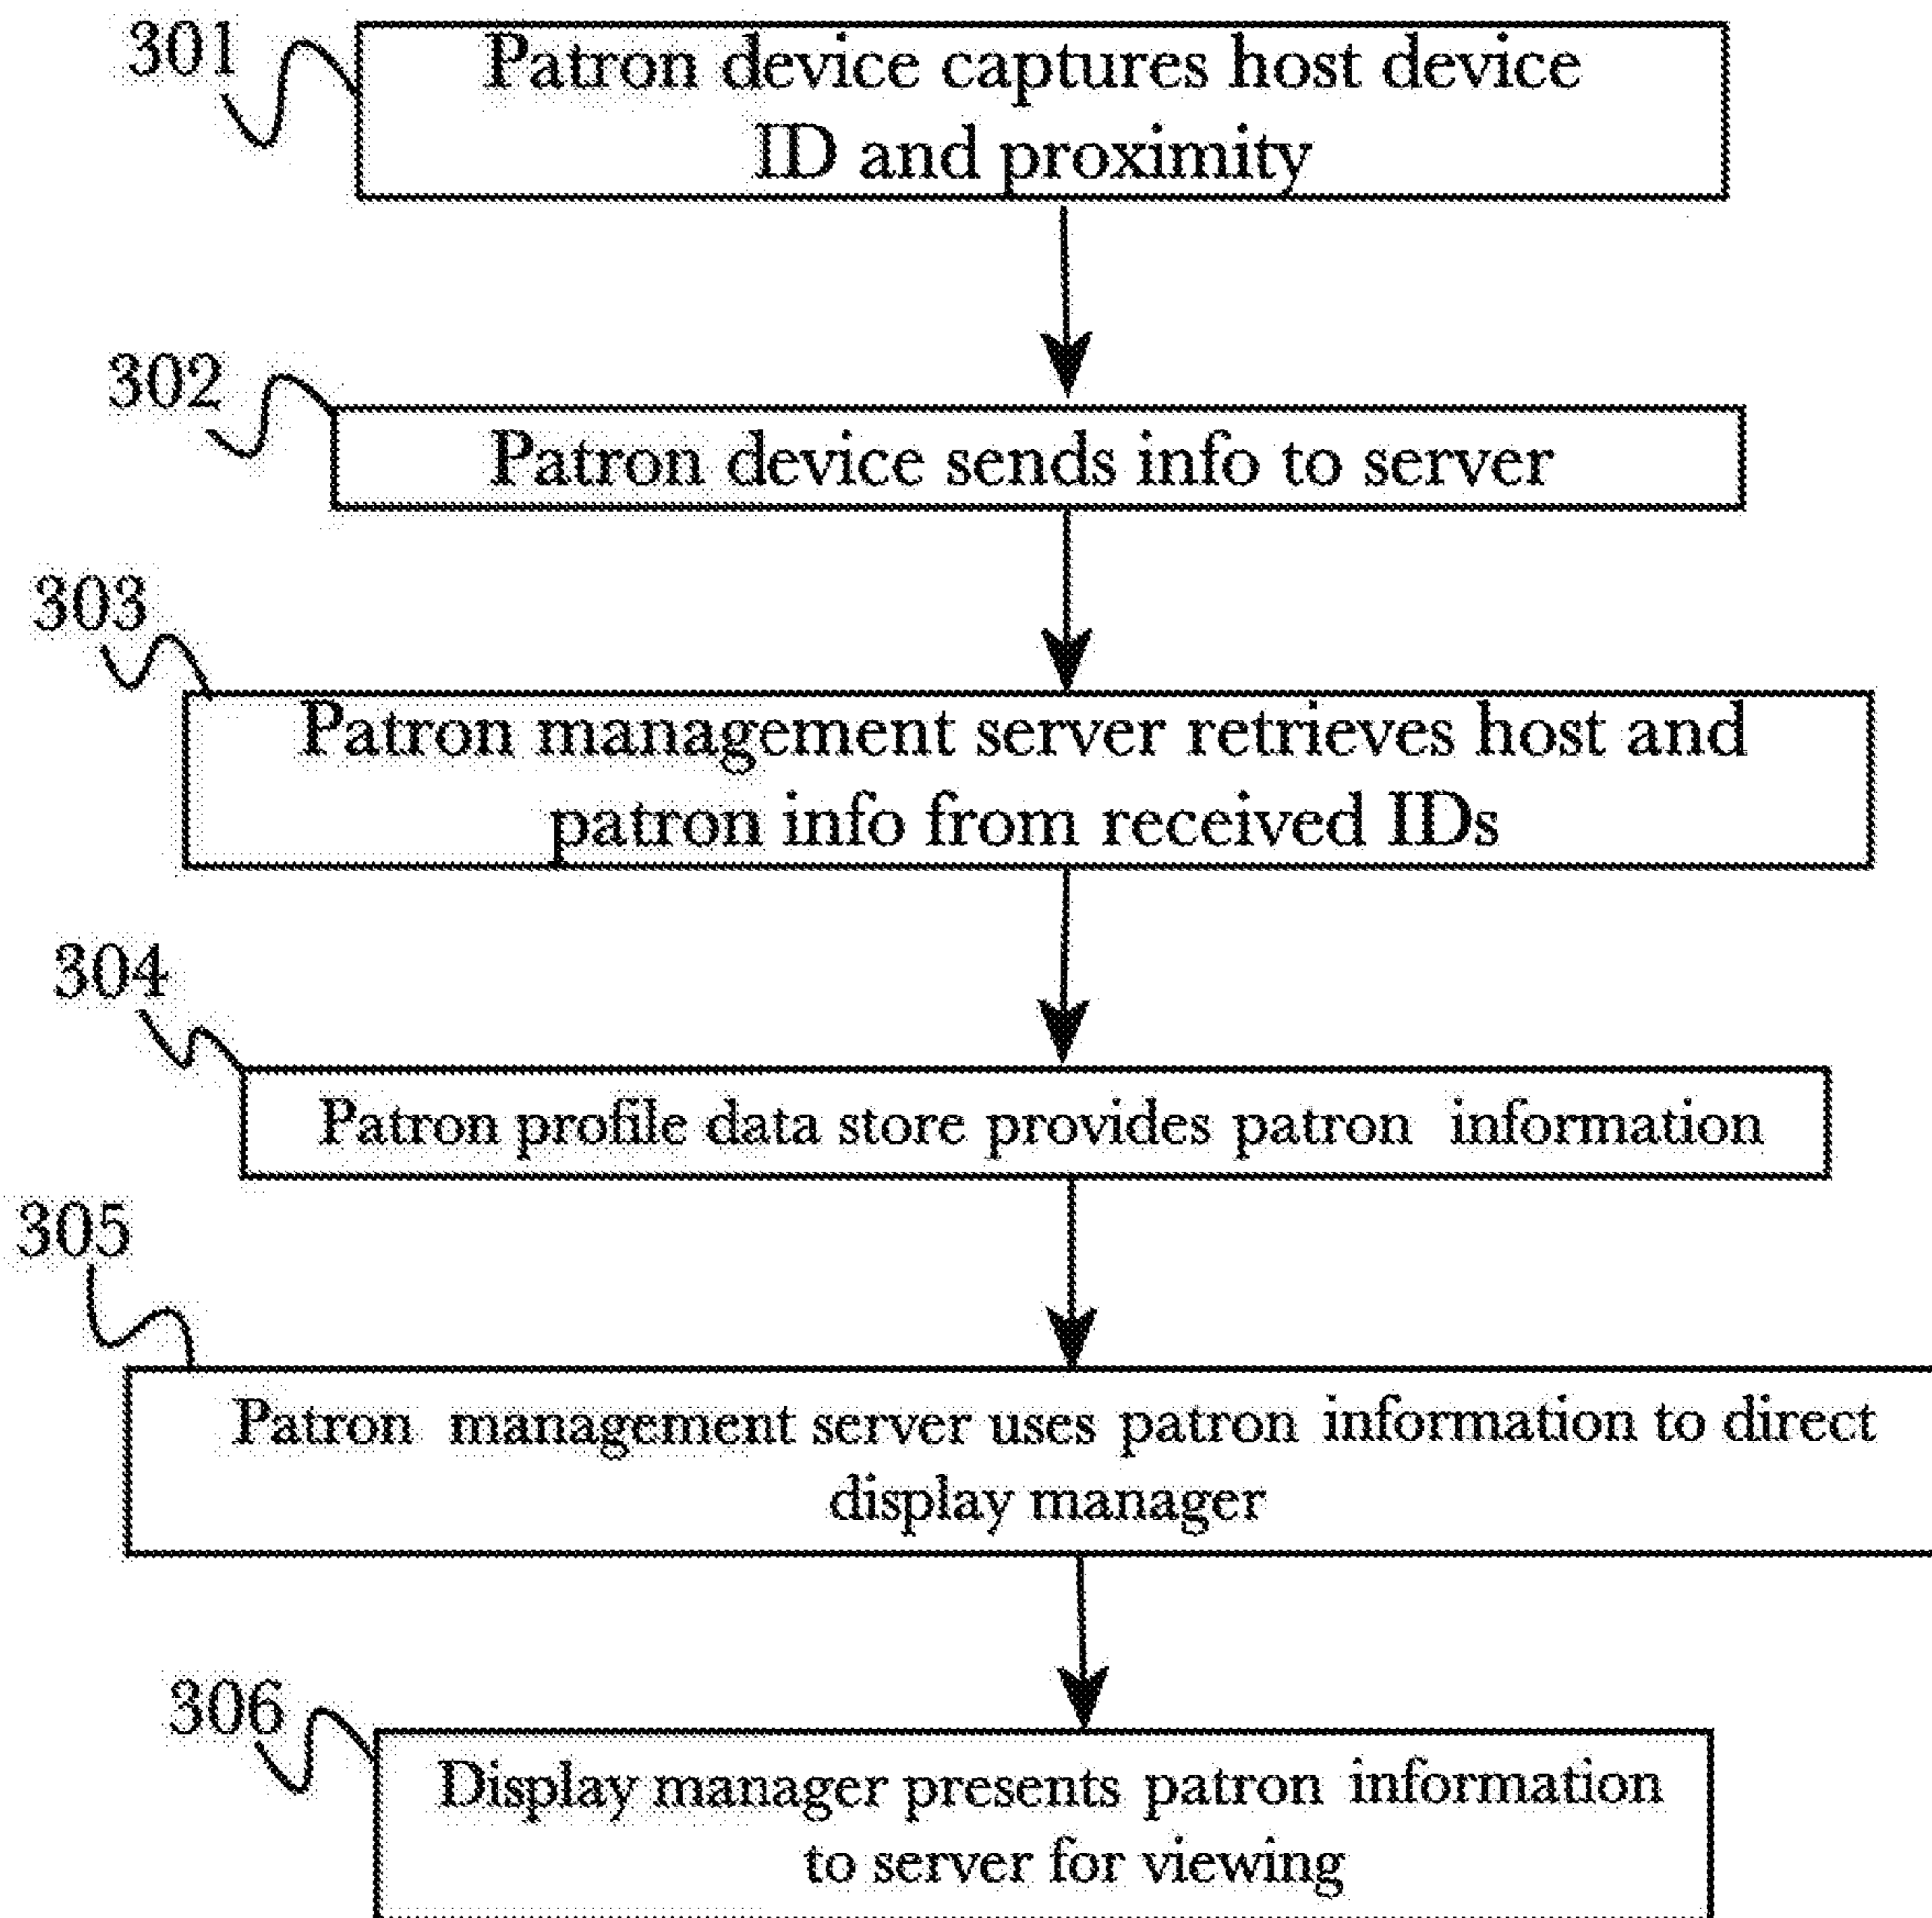 301
Patron device captures host device
ID and proximity
302
Patron device sends info to server
303
Patron management server retrieves host and
patron info from received IDs
304
Patron profile data store provides patron information
305
Patron management server uses patron information to direct
display manager
306
Display manager presents patron information
to server for viewing